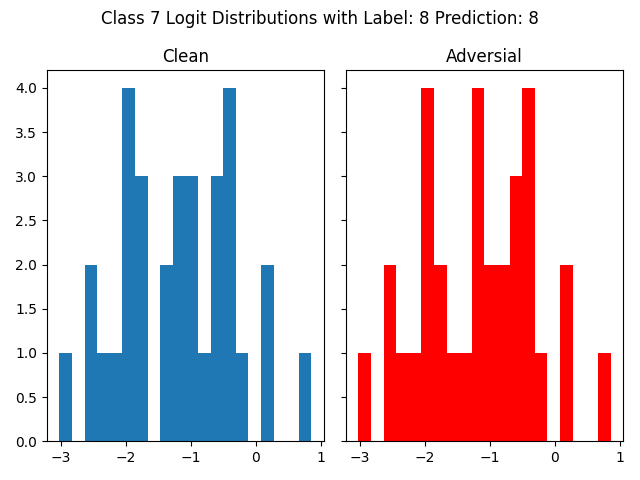 Class 7 Logit Distributions with Label: 8 Prediction: 8
Clean
Adversial
4.0
3.5
3.0
2.5
2.0
1.5
1.0
0.5
0.0
−3 −2 −1 0 1
−3 −2 −1 0 1